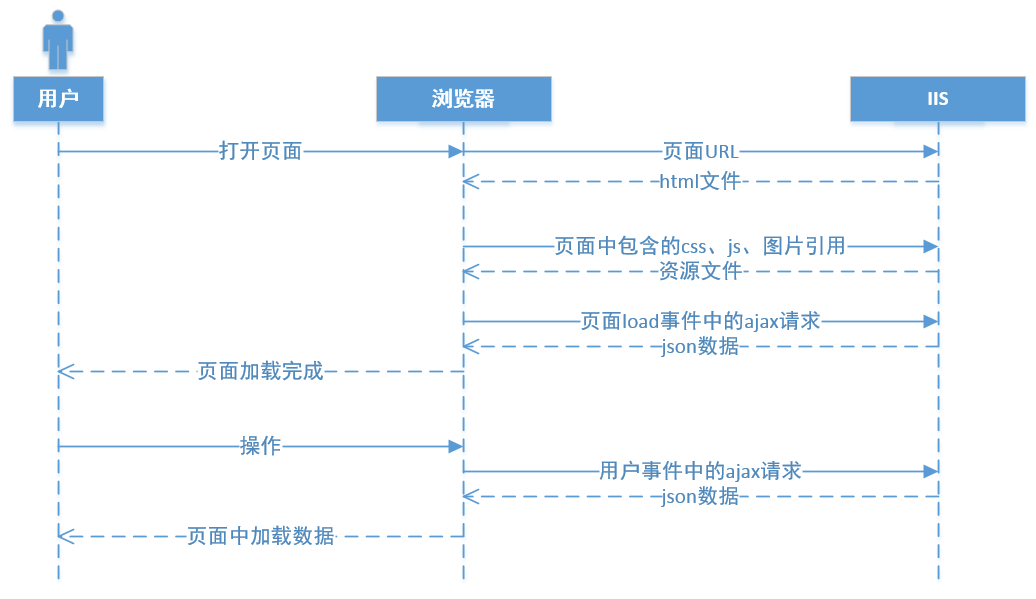 用户
浏览器
IIS
打开页面
页面URL
html文件
页面中包含的css、js、图片引用
资源文件
页面load事件中的ajax请求
json数据
页面加载完成
操作
用户事件中的ajax请求
json数据
页面中加载数据